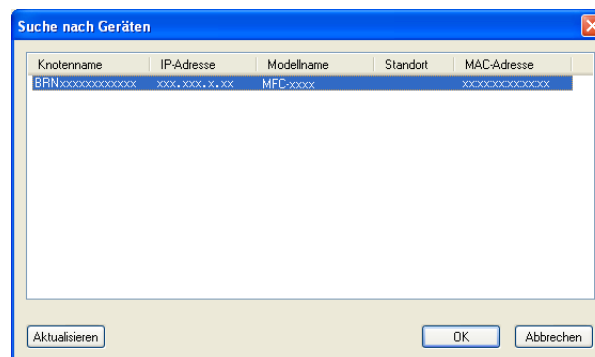 Suche nach Geräten
Knotenname IP-Adresse Modellname Standort MAC-Adresse
BRNxxxxxxxxxxxx xxx.xxx.x.xx MFC-xxxx xxxxxxxxxxxx
Aktualisieren OK Abbrechen